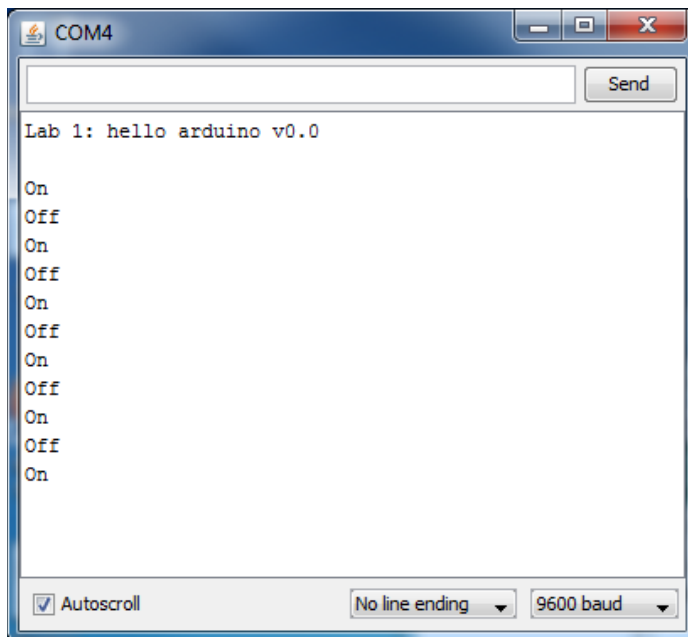 COM4
Send
Lab 1: hello arduino v0.0
On
Off
On
Off
On
Off
On
Off
On
Off
On
Autoscroll
No line ending
9600 baud